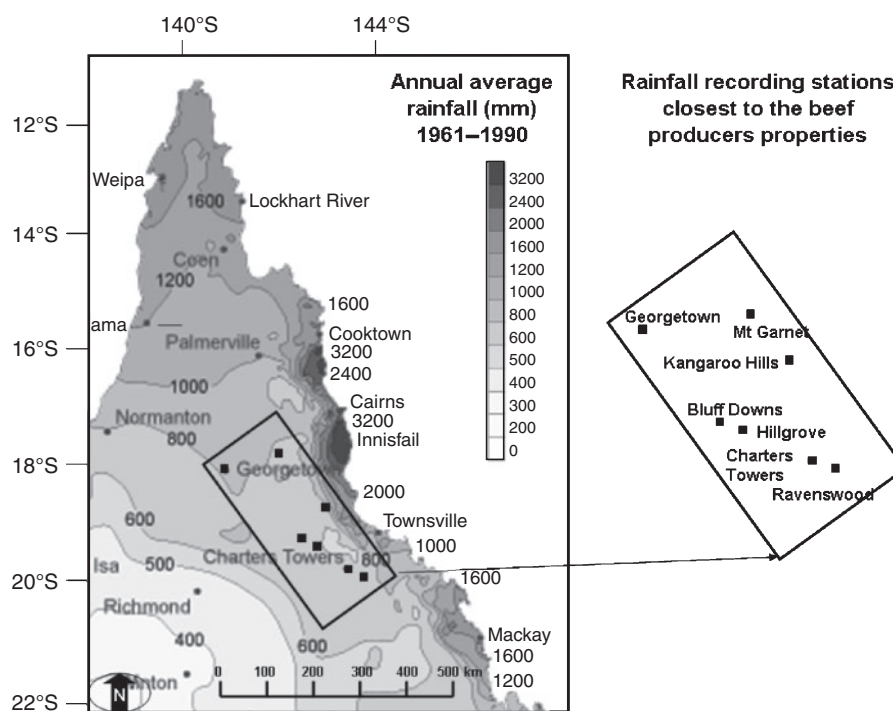 140°S 144°S
Annual average
rainfall (mm)
1961–1990
Rainfall recording stations
closest to the beef
producers properties
12°S
14°S
16°S
18°S
20°S
22°S
3200
2400
2000
1600
1200
1000
800
600
500
400
300
200
0
Weipa
1600
Lockhart River
Coen
1200
1600
ama
Cooktown
Palmerville
3200
2400
1000
Cairns
Normanton
3200
800
Innisfail
Georgetown
2000
600
Townsville
1000
Charters Towers
800
Isa
500
1600
Richmond
600
Mackay
400
1600
1200
0 100 200 300 400 500 km
N
nton
Georgetown
Mt Garnet
Kangaroo Hills
Bluff Downs
Hillgrove
Charters
Towers
Ravenswood